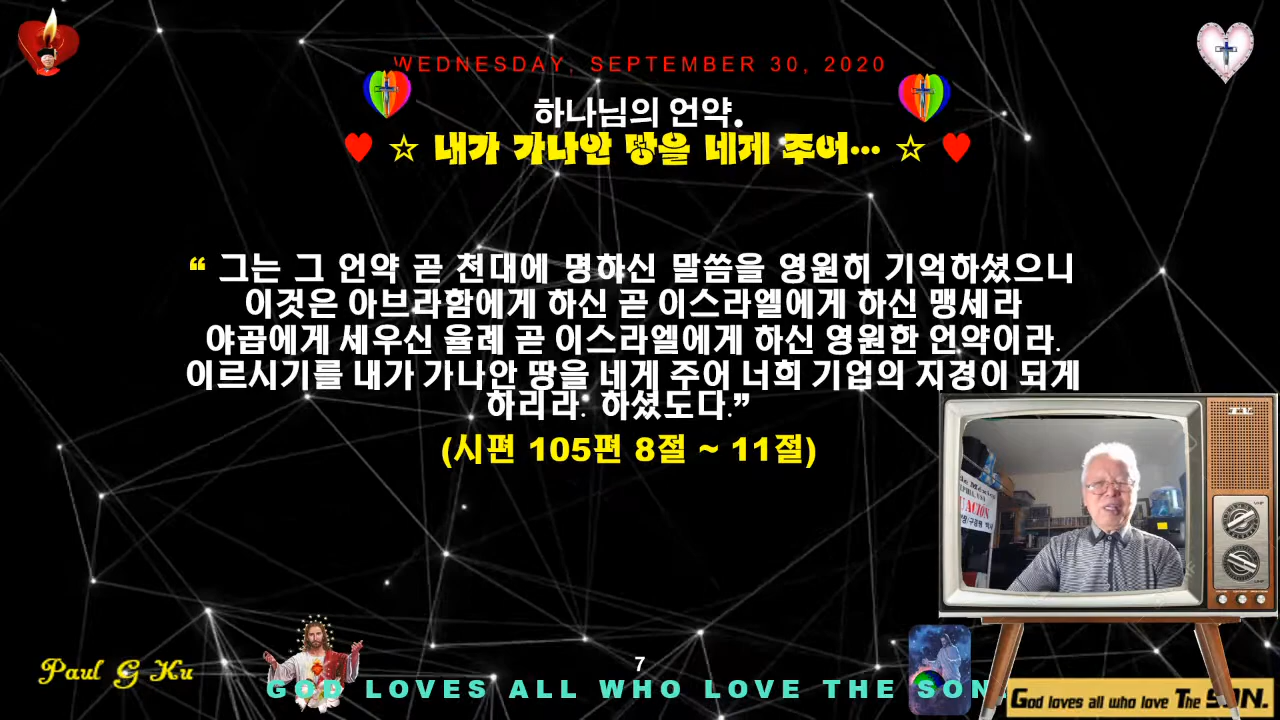 WEDNESDAY, SEPTEMBER 30, 2020
하나님의 언약.
♥ ☆ 내가 가나안 땅을 네게 주어… ☆ ♥
“ 그는 그 언약 곧 천대에 명하신 말씀을 영원히 기억하셨으니
이것은 아브라함에게 하신 곧 이스라엘에게 하신 맹세라
야곱에게 세우신 율례 곧 이스라엘에게 하신 영원한 언약이라.
이르시기를 내가 가나안 땅을 네게 주어 너희 기업의 지경이 되게
하리라. 하셨도다.”
(시편 105편 8절 ~ 11절)
UACIÓN
Paul G Ku
7
GOD LOVES ALL WHO LOVE THE SON.
God loves all who love The SON.